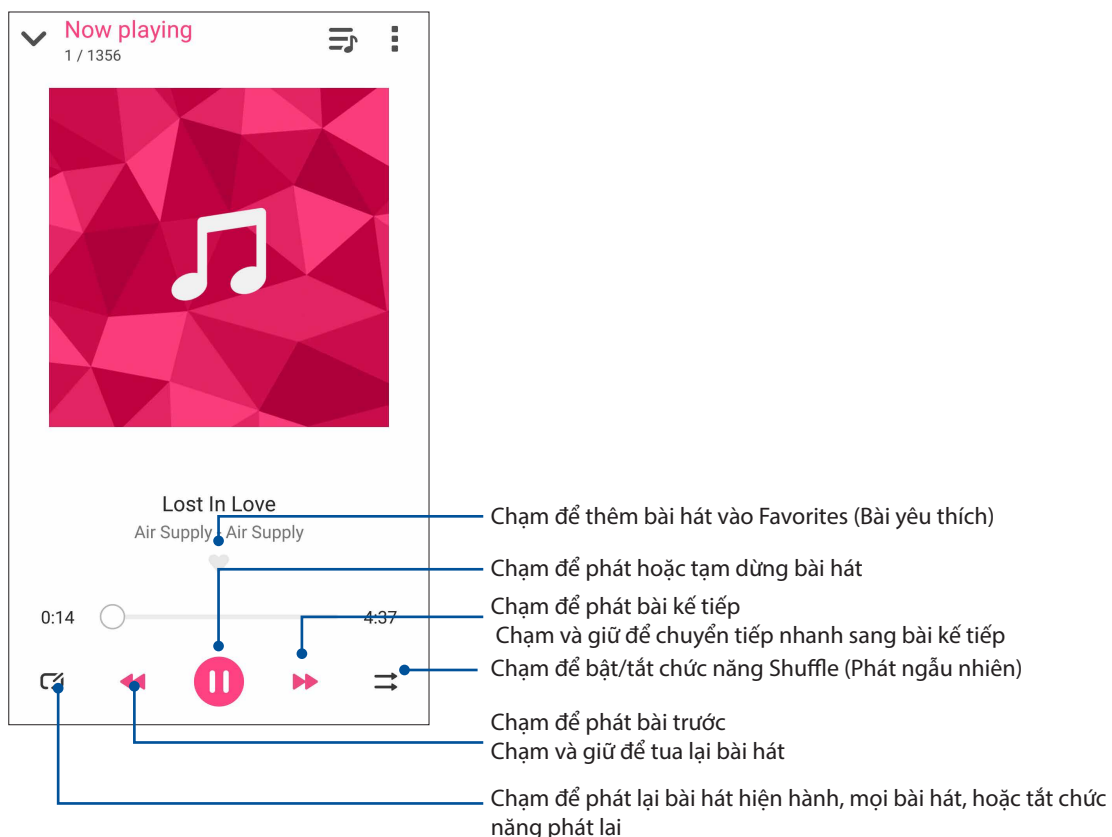 Now playing
1 / 1356
Lost In Love
Air Supply - Air Supply
0:14
4:37
Chạm để thêm bài hát vào Favorites (Bài yêu thích)
Chạm để phát hoặc tạm dừng bài hát
Chạm để phát bài kế tiếp
Chạm và giữ để chuyển tiếp nhanh sang bài kế tiếp
Chạm để bật/tắt chức năng Shuffle (Phát ngẫu nhiên)
Chạm để phát bài trước
Chạm và giữ để tua lại bài hát
Chạm để phát lại bài hát hiện hành, mọi bài hát, hoặc tắt chức
năng phát lại